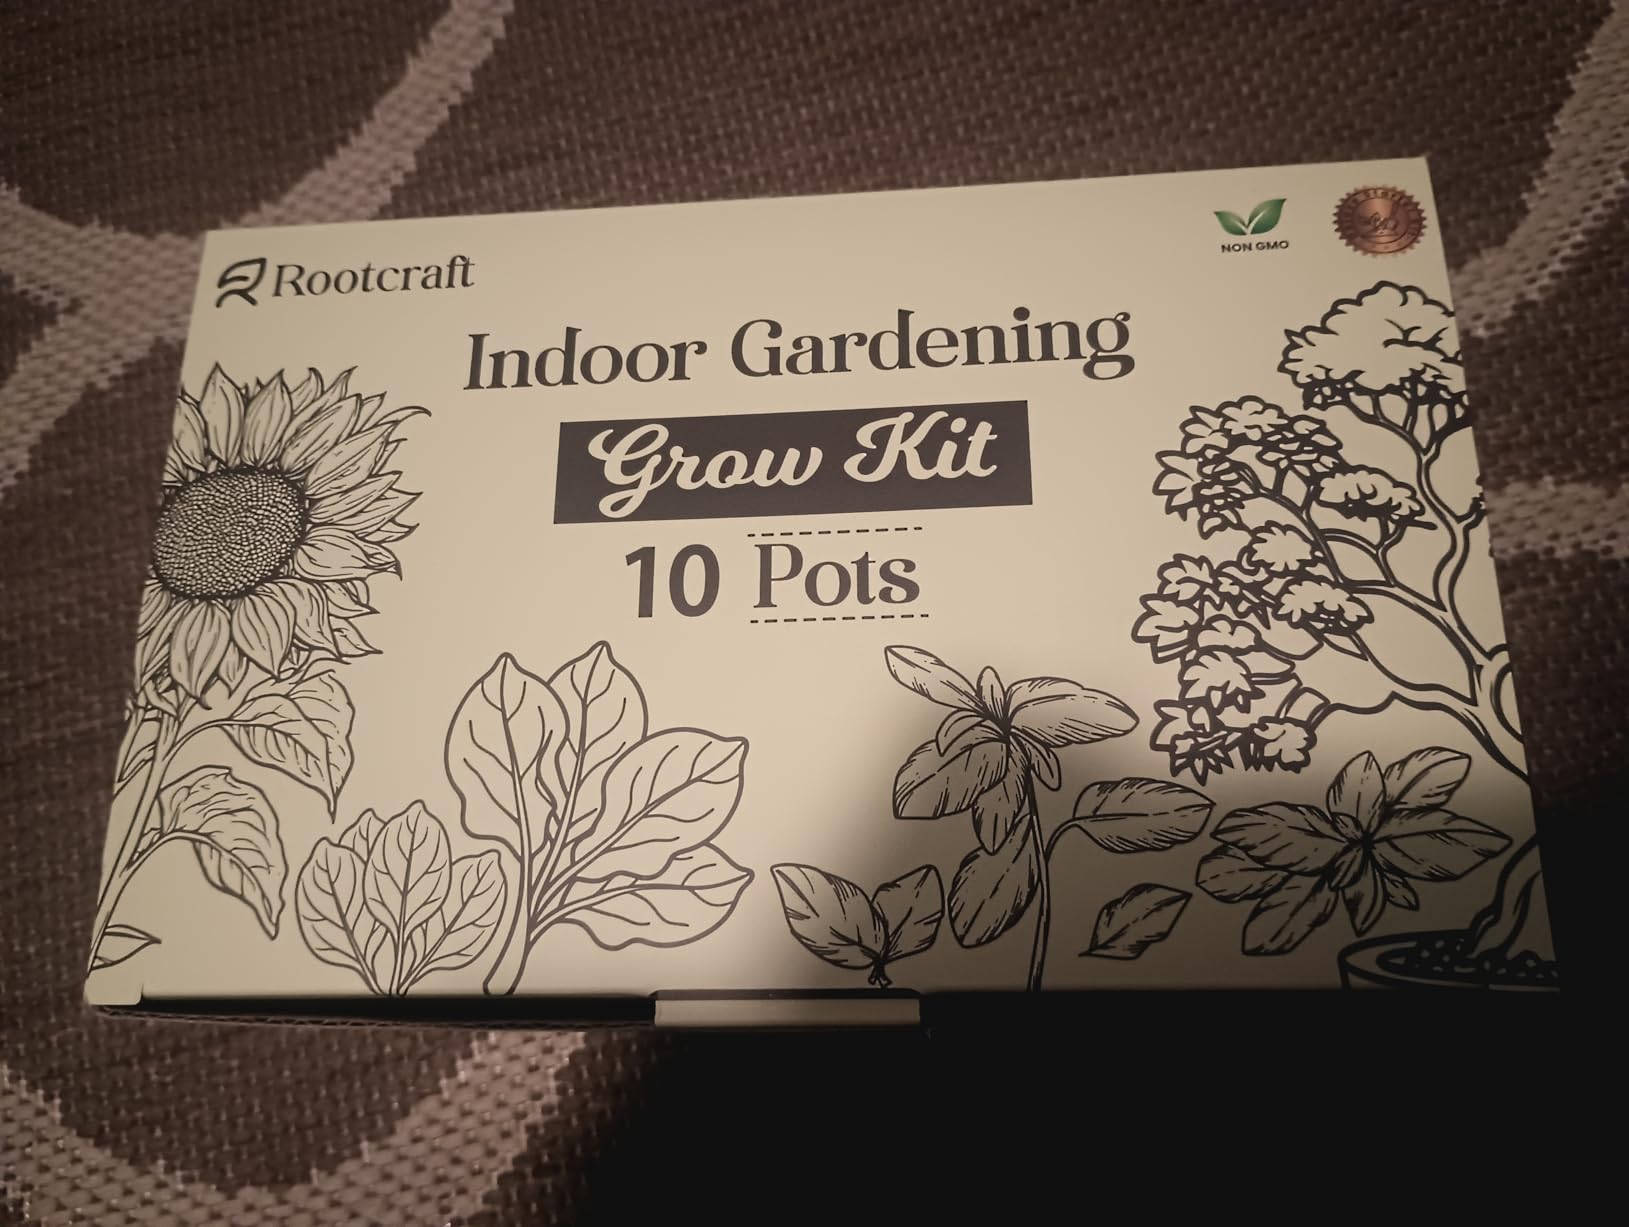 Rootcraft
NON GMO
Indoor Gardening
Grow Kit
10 Pots